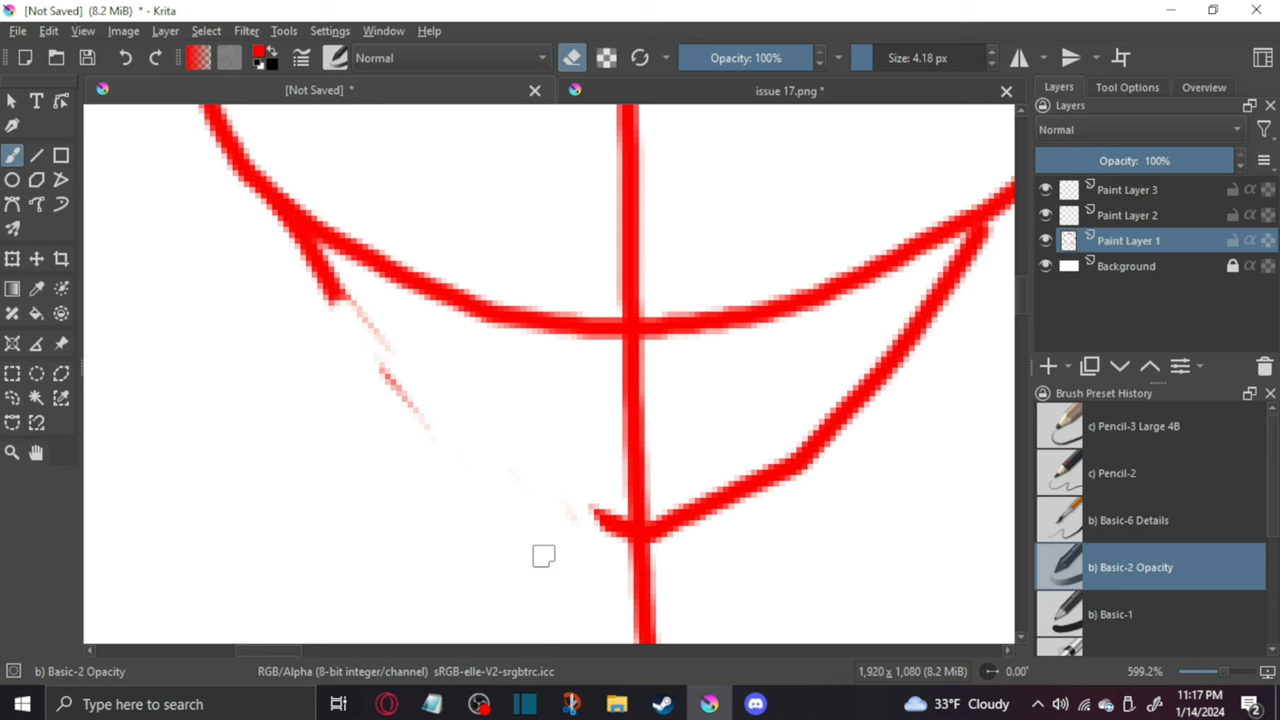 [Not Saved] (8.2 MiB) * - Krita
File Edit View Image Layer Select Filter Tools Settings Window Help
Normal Opacity: 100% Size: 4.18 px
[Not Saved] * issue 17.png *
Layers Tool Options Overview
Layers
Normal
Opacity: 100%
Paint Layer 3
Paint Layer 2
Paint Layer 1
Background
Brush Preset History
c) Pencil-3 Large 4B
c) Pencil-2
b) Basic-6 Details
b) Basic-2 Opacity
b) Basic-1
b) Basic-2 Opacity RGB/Alpha (8-bit integer/channel) sRGB-elle-V2-srgbtrc.icc 1,920 x 1,080 (8.2 MiB) 0.00° 599.2%
Type here to search 33°F Cloudy 11:17 PM
1/14/2024 2